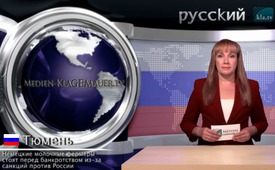 русский
kla.tv
MEDIEN-KLAGEMAUER.TV
Тюмень
Немецкие молочные фермеры
стоят перед банкротством из-за
санкций против России